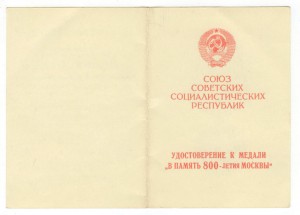 СОЮЗ
СОВЕТСКИХ
СОЦИАЛИСТИЧЕСКИХ
РЕСПУБЛИК
УДОСТОВЕРЕНИЕ К МЕДАЛИ
„В ПАМЯТЬ 800-ЛЕТИЯ МОСКВЫ“